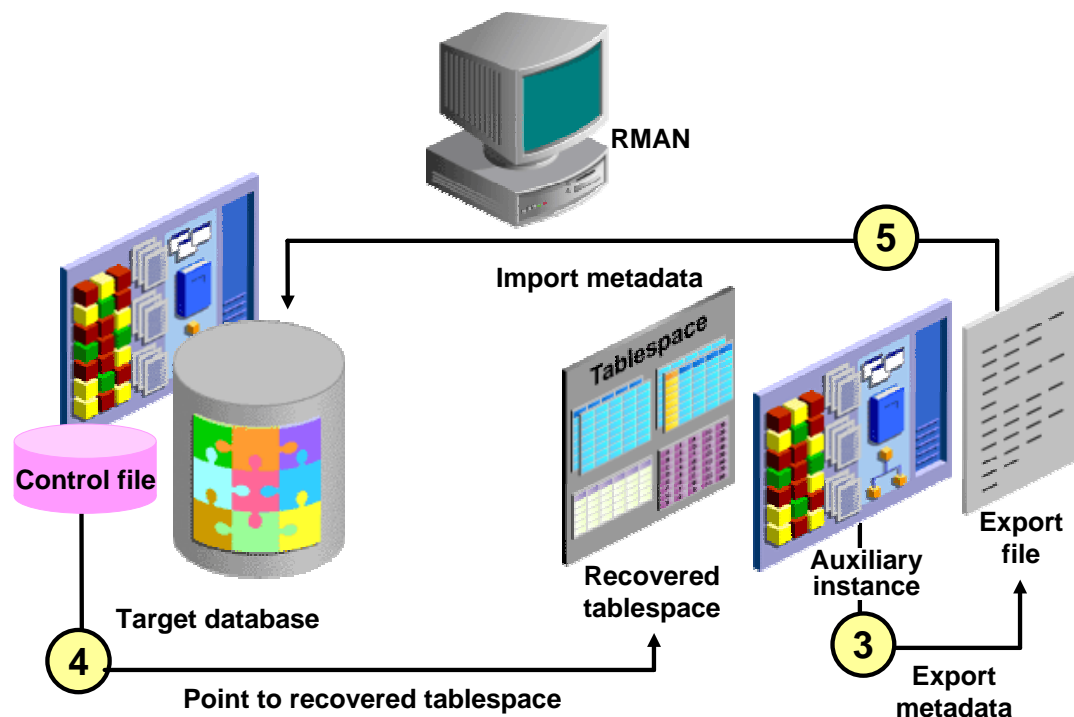 RMAN
5
Import metadata
Tablespace
Control file
Export
file
Auxiliary
instance
Recovered
tablespace
Target database
3
4
Export
metadata
Point to recovered tablespace